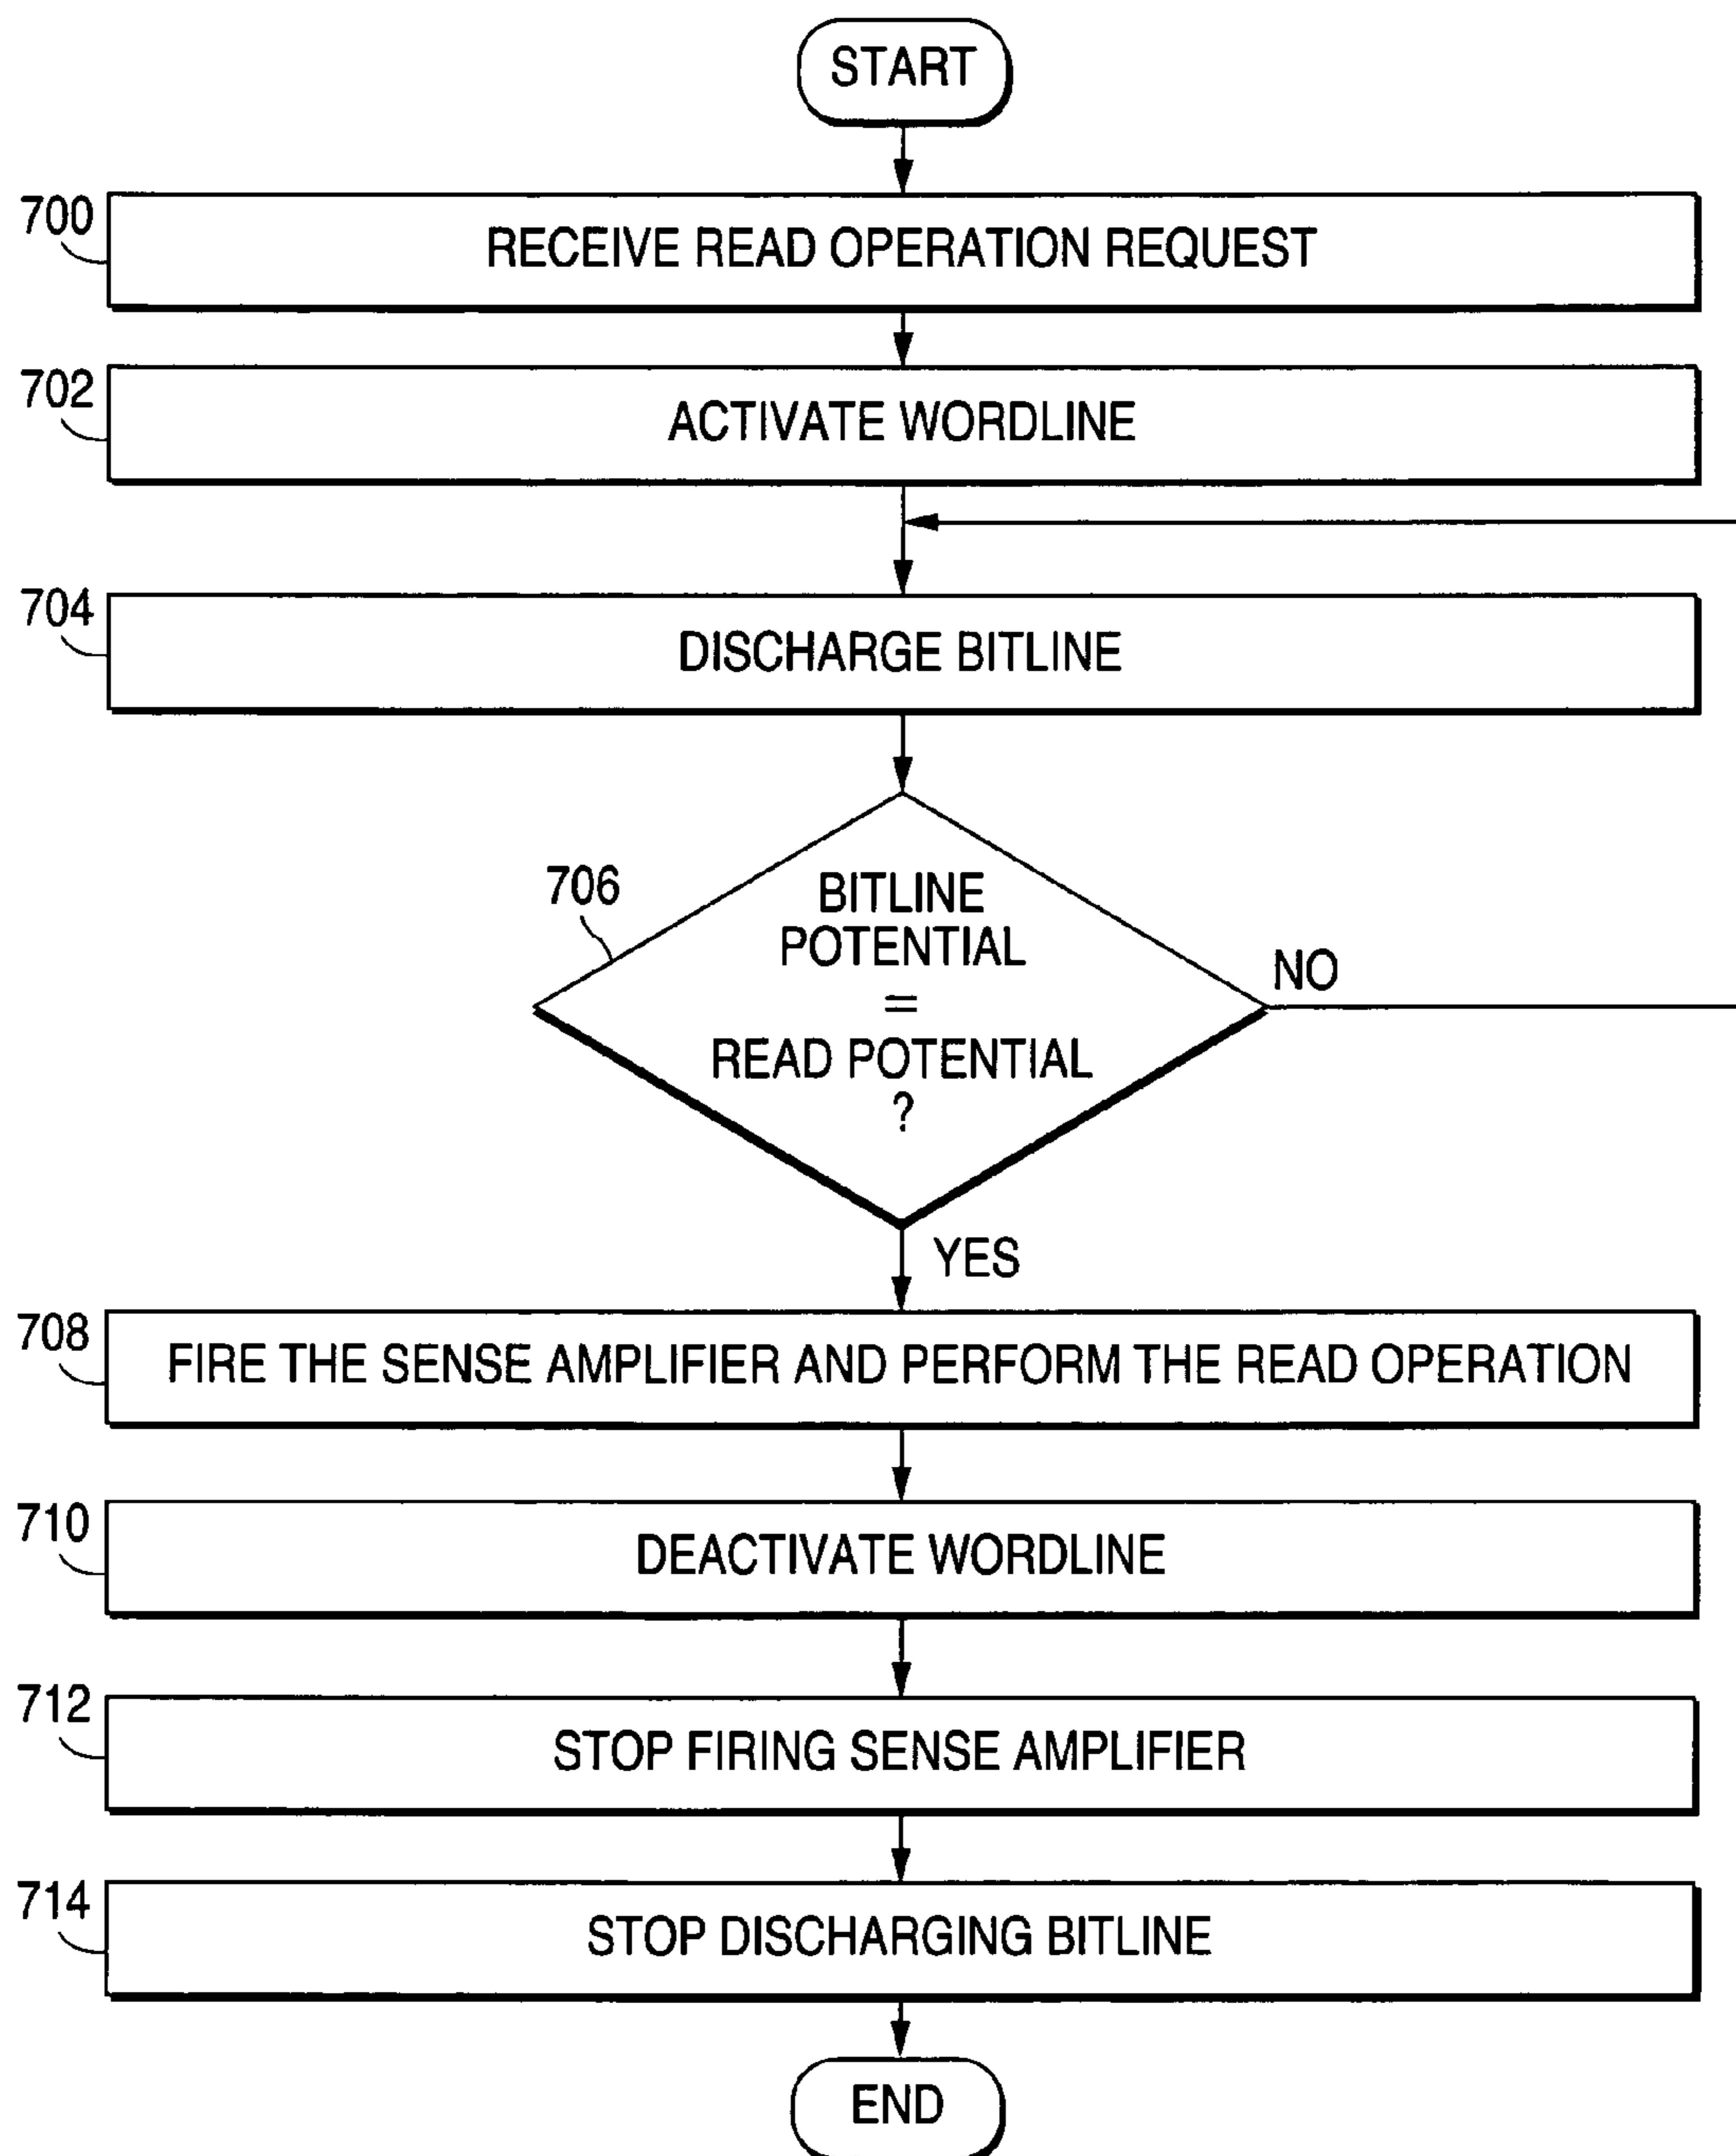 START
700
RECEIVE READ OPERATION REQUEST
702
ACTIVATE WORDLINE
704
DISCHARGE BITLINE
706
BITLINE
POTENTIAL
=
READ POTENTIAL
?
NO
YES
708
FIRE THE SENSE AMPLIFIER AND PERFORM THE READ OPERATION
710
DEACTIVATE WORDLINE
712
STOP FIRING SENSE AMPLIFIER
714
STOP DISCHARGING BITLINE
END